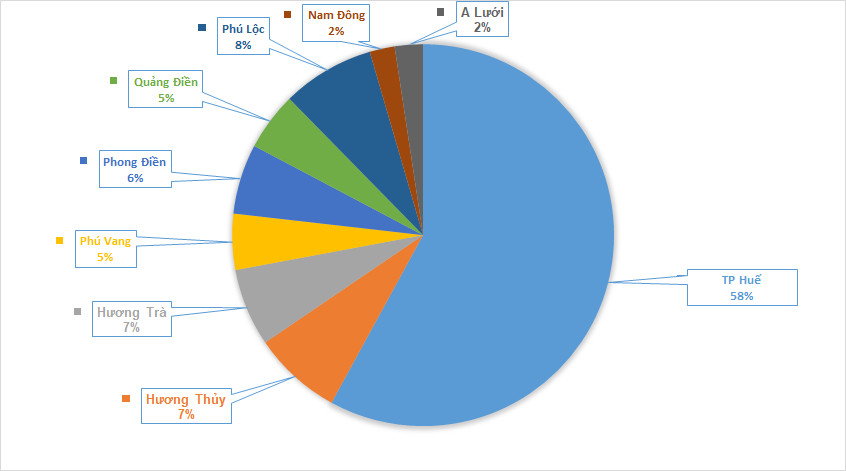 A Lưới
2%
Nam Đông
2%
Phú Lộc
8%
Quảng Điền
5%
Phong Điền
6%
Phú Vang
5%
TP Huế
58%
Hương Trà
7%
Hương Thủy
7%